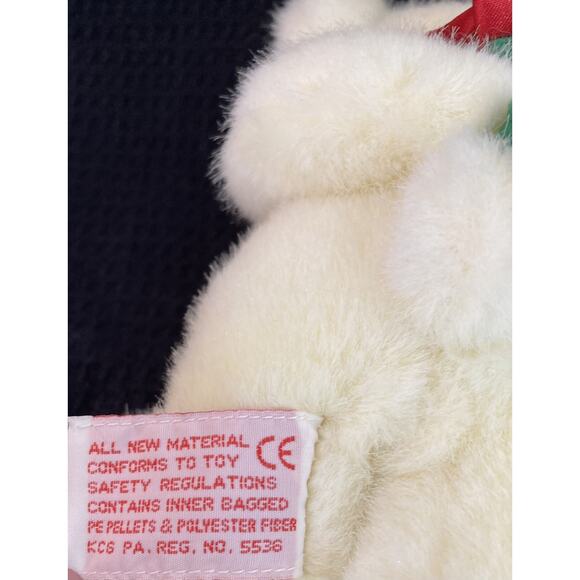 ALL NEW MATERIAL CE
CONFORMS TO TOY
SAFETY REGULATIONS
CONTAINS INNER BAGGED
PE PELLETS & POLYESTER FIBER
KCG PA. REG, NO. 5536